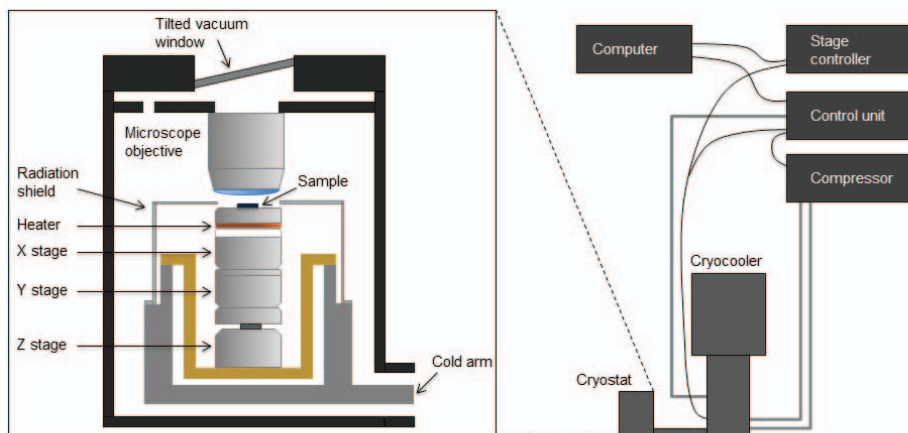 Tilted vacuum
window
Microscope
objective
Radiation
shield
Sample
Heater
X stage
Y stage
Z stage
Cold arm
Computer
Stage
controller
Control unit
Compressor
Cryocooler
Cryostat